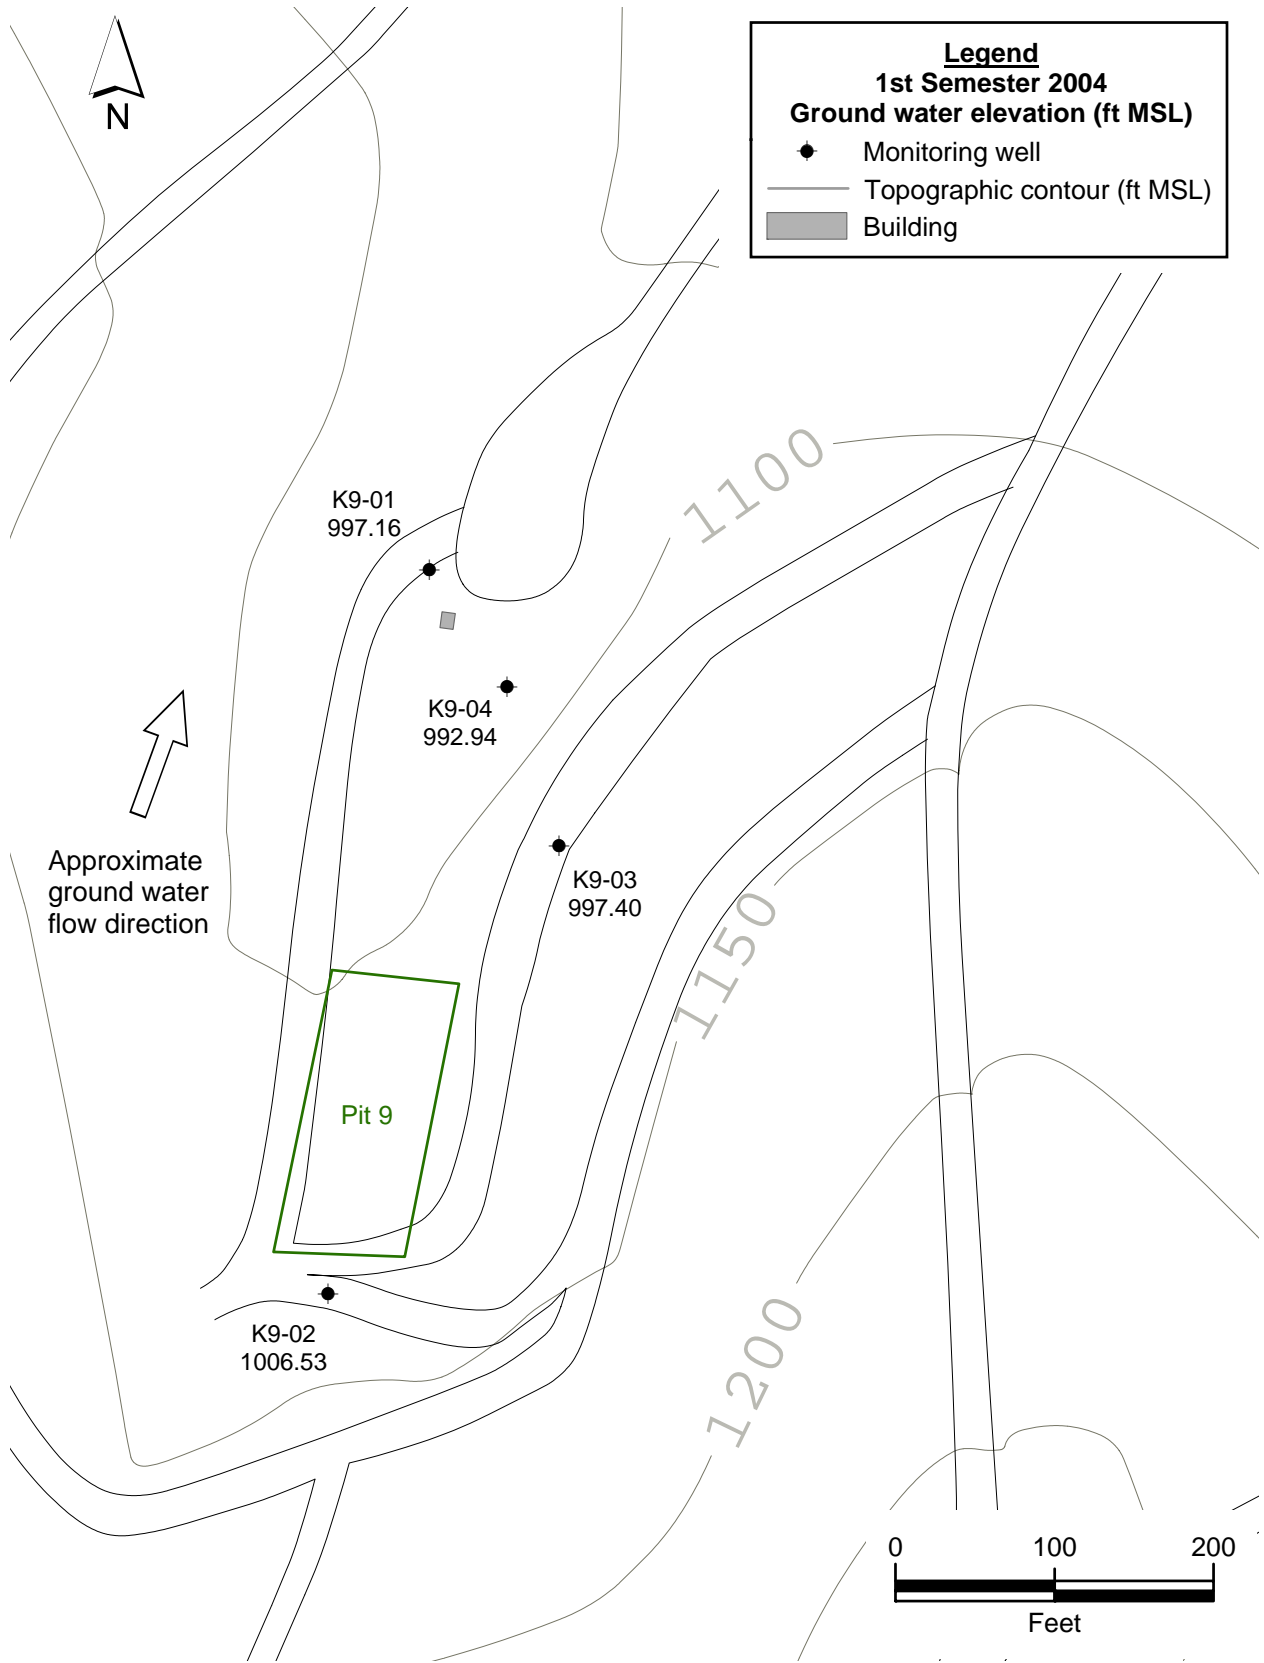 N
Legend
1st Semester 2004
Ground water elevation (ft MSL)
Monitoring well
Topographic contour (ft MSL)
Building
1100
K9-01
997.16
K9-04
992.94
Approximate
ground water
flow direction
K9-03
997.40
1150
Pit 9
K9-02
1006.53
1200
0 100 200
Feet